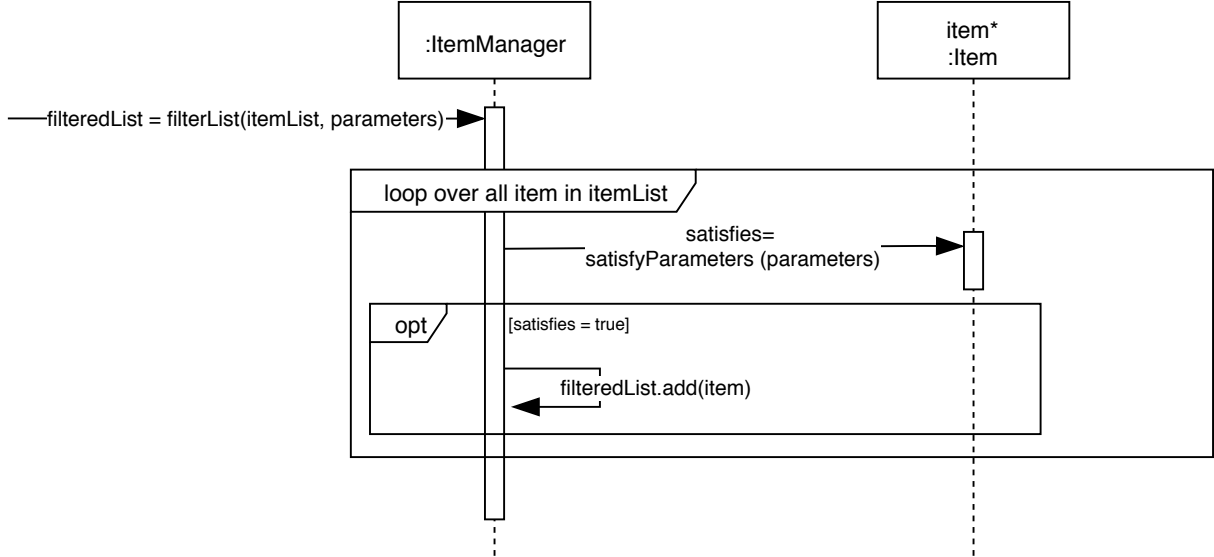 :ItemManager
item*
:Item
filteredList = filterList(itemList, parameters)
loop over all item in itemList
satisfies=
satisfyParameters (parameters)
opt
[satisfies = true]
filteredList.add(item)